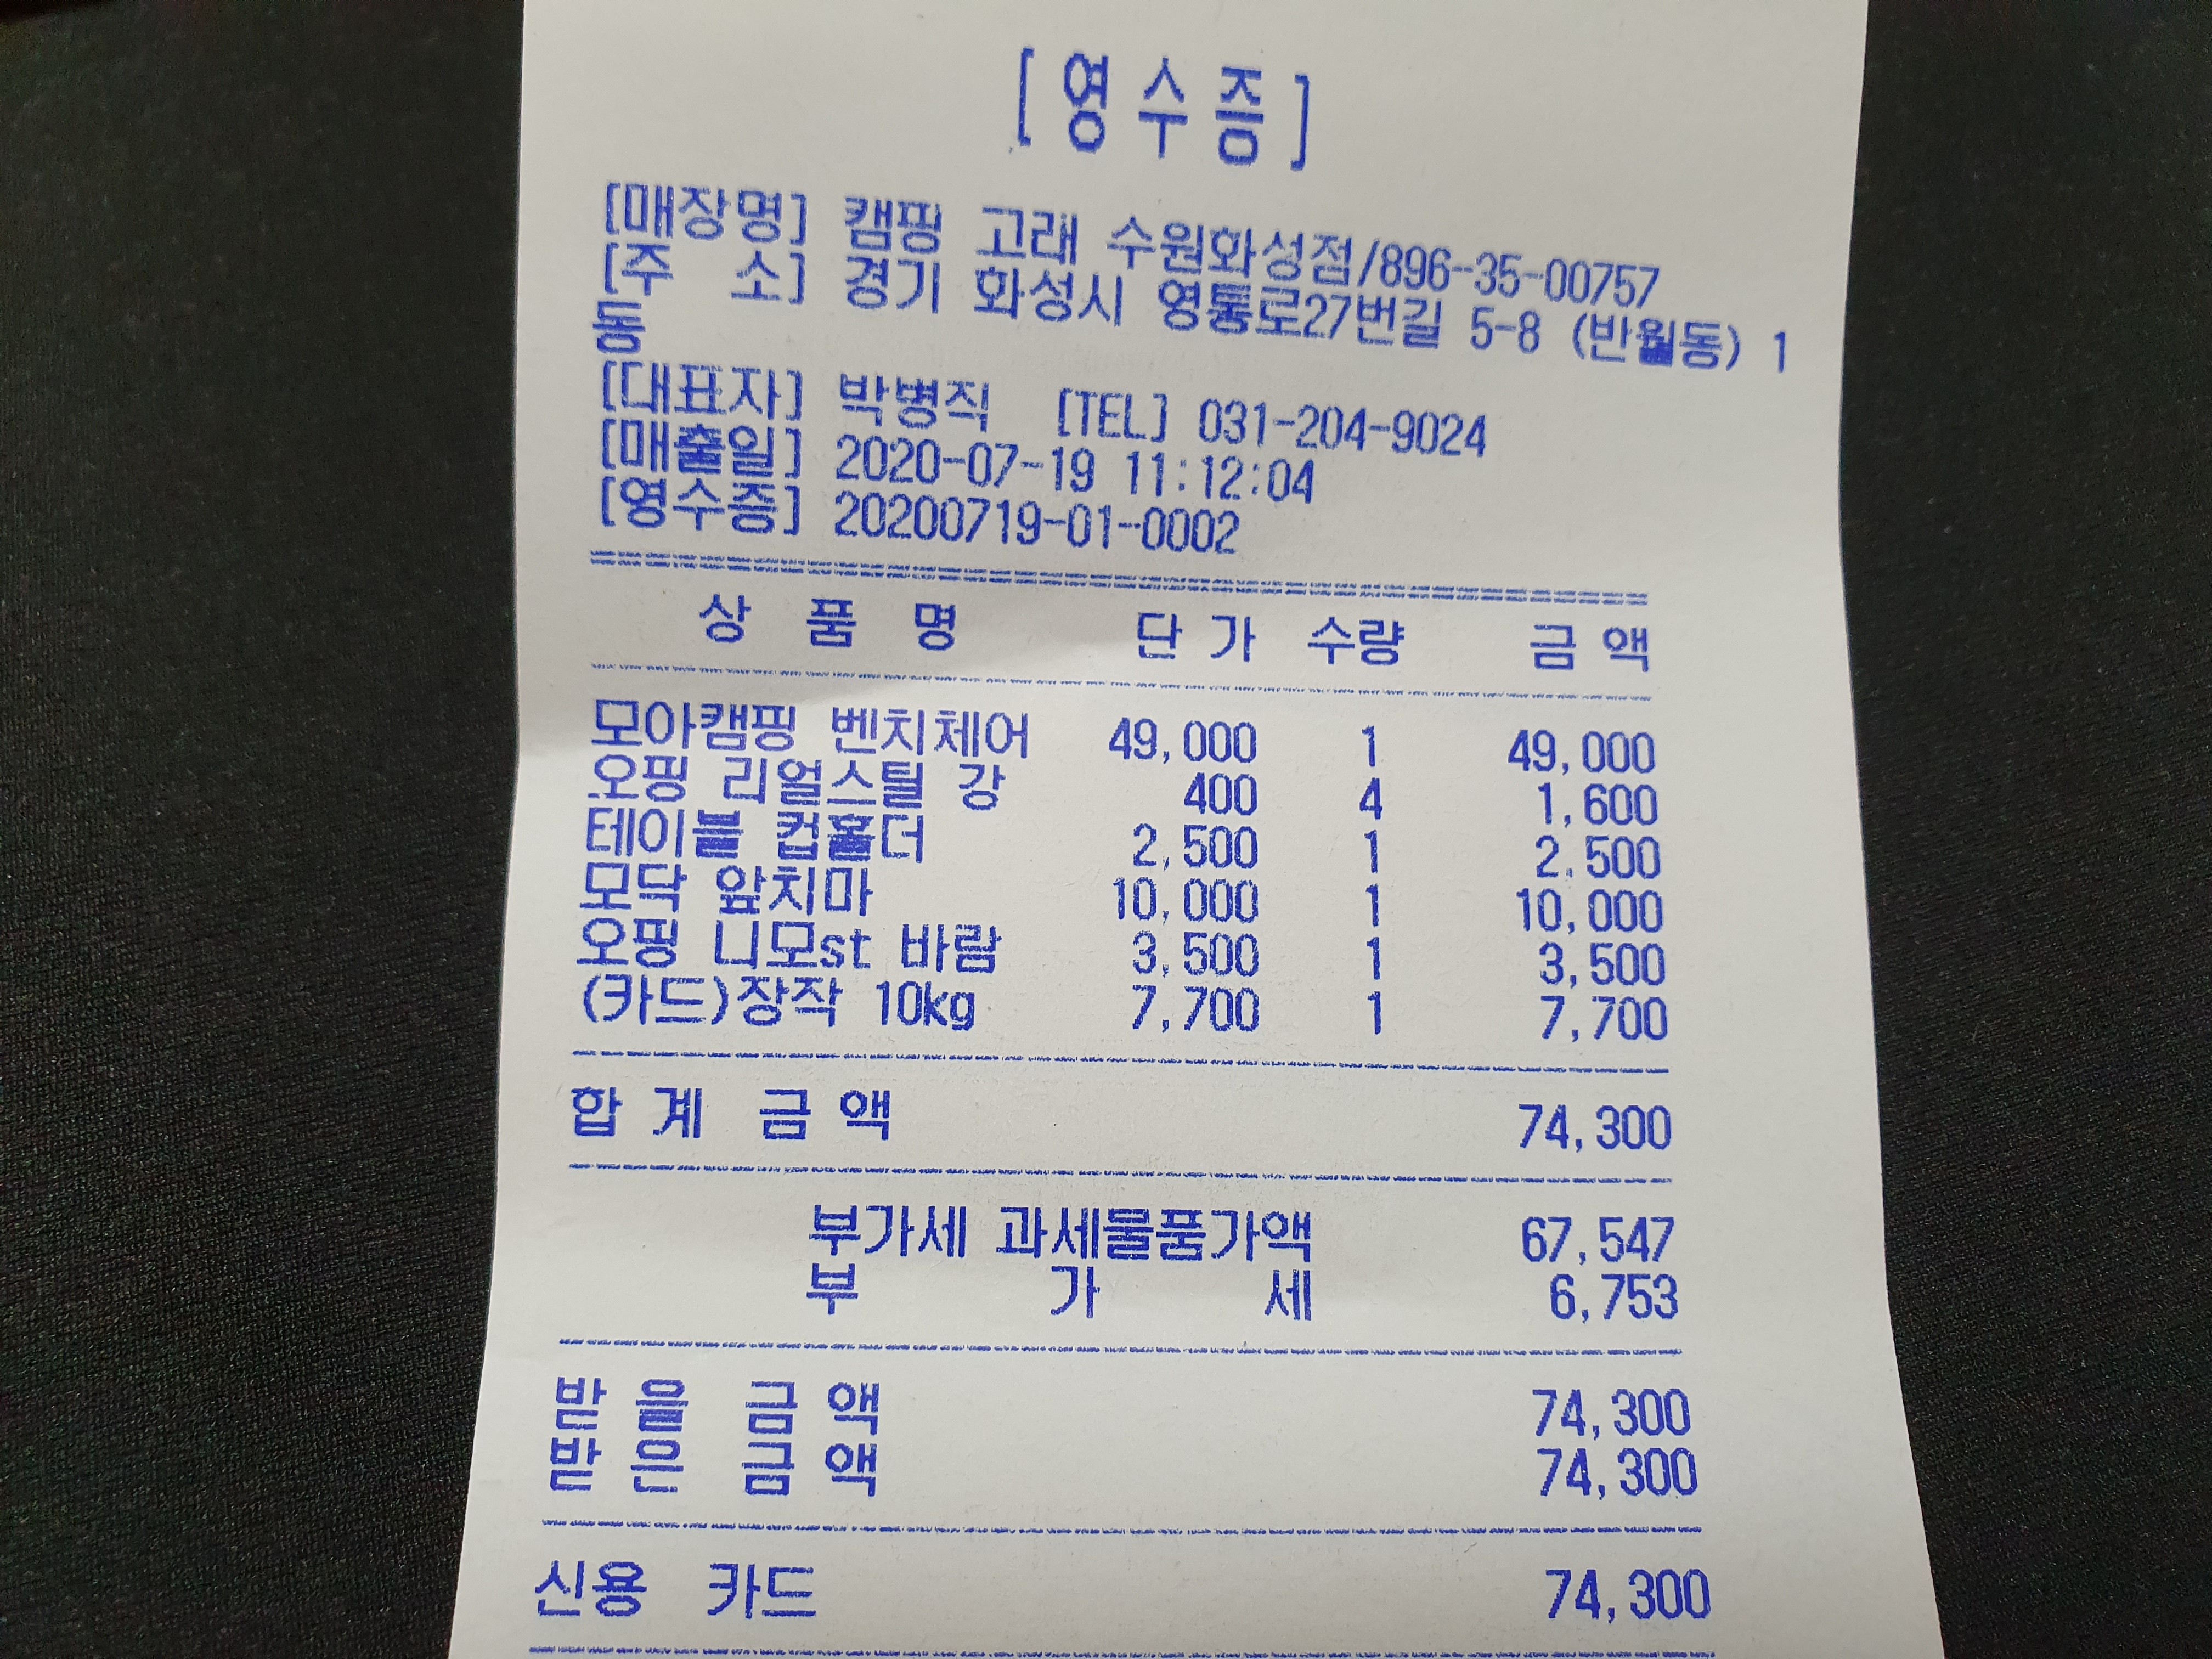 [영수증]
[매장명] 캠핑 고래 수원화성점/896-35-00757
[주 소] 경기 화성시 영통로27번길 5-8 (반월동) 1
동
[대표자] 박병직 [TEL] 031-204-9024
[매출일] 2020-07-19 11:12:04
[영수증] 20200719-01-0002
상 품 명 단 가 수량 금 액
모아캠핑 벤치체어 49,000 1 49,000
오핑 리얼스틸 강 400 4 1,600
테이블 컵홀더 2,500 1 2,500
모닥 앞치마 10,000 1 10,000
오핑 니모st 바람 3,500 1 3,500
(카드)장작 10kg 7,700 1 7,700
합 계 금 액 74,300
부가세 과세물품가액 67,547
부 가 세 6,753
받 을 금 액 74,300
받 은 금 액 74,300
신용 카드 74,300